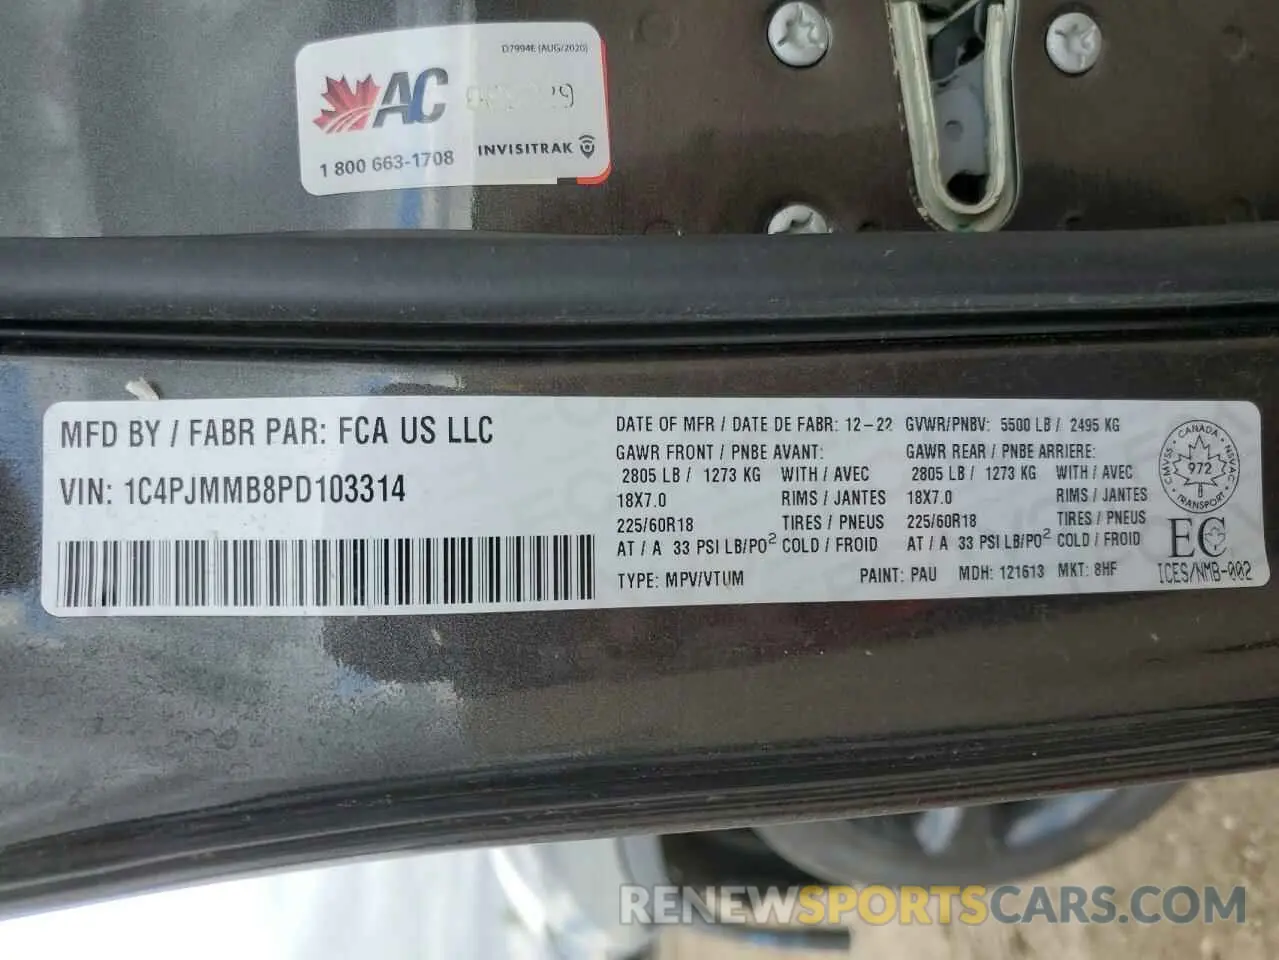 D7994E (AUG/2020)
AC
1 800 663-1708
INVISITRAK
MFD BY / FABR PAR: FCA US LLC
VIN: 1C4PJMMB8PD103314
DATE OF MFR / DATE DE FABR: 12-22
GAWR FRONT / PNBE AVANT:
2805 LB / 1273 KG WITH / AVEC
18X7.0 RIMS / JANTES
225/60R18 TIRES / PNEUS
AT / A 33 PSI LB/PO² COLD / FROID
GVWR/PNBV: 5500 LB / 2495 KG
GAWR REAR / PNBE ARRIERE:
2805 LB / 1273 KG WITH / AVEC
18X7.0 RIMS / JANTES
225/60R18 TIRES / PNEUS
AT / A 33 PSI LB/PO² COLD / FROID
TYPE: MPV/VTUM PAINT: PAU MDH: 121613 MKT: 8HF
CANADA
CMVSS
NSVAC
972
TRANSPORT
EC
ICES/NMB-002
RENEWSPORTSCARS.COM